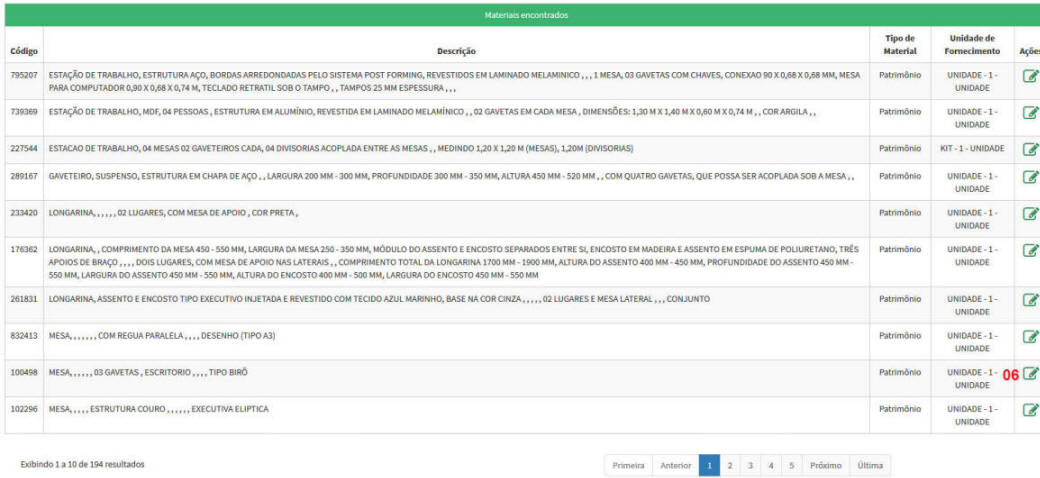 Materiais encontrados
Código Descrição Tipo de Material Unidade de Fornecimento Ações
795207 ESTAÇÃO DE TRABALHO, ESTRUTURA AÇO, BORDAS ARREDONDADAS PELO SISTEMA POST FORMING, REVESTIDOS EM LAMINADO MELAMINICO , , , 1 MESA, 03 GAVETAS COM CHAVES, CONEXAO 90 X 0,68 X 0,68 MM, MESA Patrimônio UNIDADE - 1 -
PARA COMPUTADOR 0,90 X 0,68 X 0,74 M, TECLADO RETRATIL SOB O TAMPO , , TAMPOS 25 MM ESPESSURA , , , UNIDADE
739369 ESTAÇÃO DE TRABALHO, MDF, 04 PESSOAS , ESTRUTURA EM ALUMÍNIO, REVESTIDA EM LAMINADO MELAMÍNICO , , 02 GAVETAS EM CADA MESA , DIMENSÕES: 1,30 M X 1,40 M X 0,60 M X 0,74 M , , COR ARGILA , , Patrimônio UNIDADE - 1 -
UNIDADE
227544 ESTACAO DE TRABALHO, 04 MESAS 02 GAVETEIROS CADA, 04 DIVISORIAS ACOPLADA ENTRE AS MESAS , , MEDINDO 1,20 X 1,20 M (MESAS), 1,20M (DIVISORIAS) Patrimônio KIT - 1 - UNIDADE
289167 GAVETEIRO, SUSPENSO, ESTRUTURA EM CHAPA DE AÇO , , LARGURA 200 MM - 300 MM, PROFUNDIDADE 300 MM - 350 MM, ALTURA 450 MM - 520 MM , , COM QUATRO GAVETAS, QUE POSSA SER ACOPLADA SOB A MESA , , Patrimônio UNIDADE - 1 -
UNIDADE
233420 LONGARINA, , , , , , 02 LUGARES, COM MESA DE APOIO , COR PRETA , Patrimônio UNIDADE - 1 -
UNIDADE
176362 LONGARINA, , COMPRIMENTO DA MESA 450 - 550 MM, LARGURA DA MESA 250 - 350 MM, MÓDULO DO ASSENTO E ENCOSTO SEPARADOS ENTRE SI, ENCOSTO EM MADEIRA E ASSENTO EM ESPUMA DE POLIURETANO, TRÊS Patrimônio UNIDADE - 1 -
APOIOS DE BRAÇO , , , , DOIS LUGARES, COM MESA DE APOIO NAS LATERAIS , , COMPRIMENTO TOTAL DA LONGARINA 1700 MM - 1900 MM, ALTURA DO ASSENTO 400 MM - 450 MM, PROFUNDIDADE DO ASSENTO 450 MM - UNIDADE
550 MM, LARGURA DO ASSENTO 450 MM - 550 MM, ALTURA DO ENCOSTO 400 MM - 500 MM, LARGURA DO ENCOSTO 450 MM - 550 MM
261831 LONGARINA, ASSENTO E ENCOSTO TIPO EXECUTIVO INJETADA E REVESTIDO COM TECIDO AZUL MARINHO, BASE NA COR CINZA , , , , , 02 LUGARES E MESA LATERAL , , , CONJUNTO Patrimônio UNIDADE - 1 -
UNIDADE
832413 MESA, , , , , , , COM REGUA PARALELA , , , , DESENHO (TIPO A3) Patrimônio UNIDADE - 1 -
UNIDADE
100498 MESA, , , , , , 03 GAVETAS , ESCRITORIO , , , , TIPO BIRÔ Patrimônio UNIDADE - 1 - 06
UNIDADE
102296 MESA, , , , , ESTRUTURA COURO , , , , , , EXECUTIVA ELIPTICA Patrimônio UNIDADE - 1 -
UNIDADE
Exibindo 1 a 10 de 194 resultados Primeira Anterior 1 2 3 4 5 Próximo Última